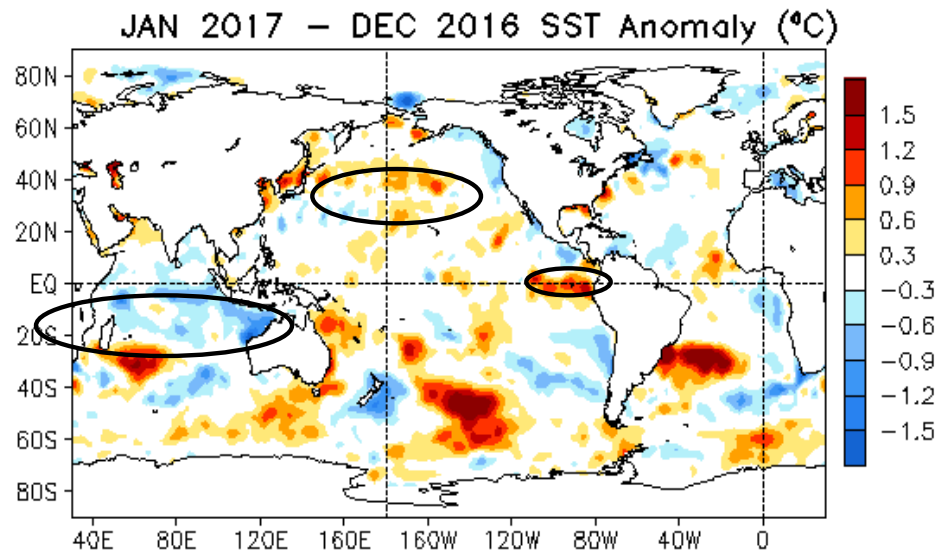 JAN 2017 – DEC 2016 SST Anomaly (°C)
80N
60N
40N
20N
EQ
20S
40S
60S
80S
40E 80E 120E 160E 160W 120W 80W 40W 0
1.5
1.2
0.9
0.6
0.3
−0.3
−0.6
−0.9
−1.2
−1.5